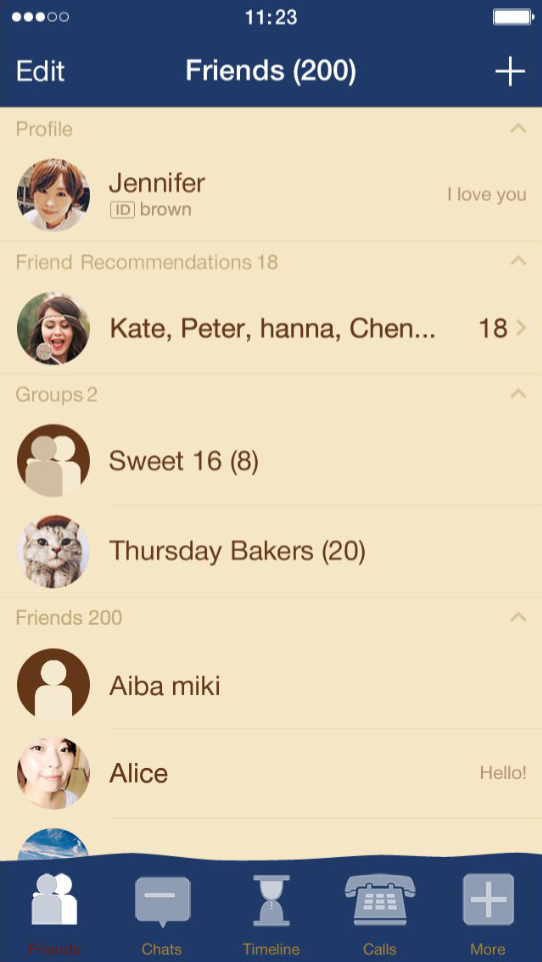 11:23
Edit
Friends (200)
Profile
Jennifer
ID brown
I love you
Friend Recommendations 18
Kate, Peter, hanna, Chen...
18
Groups 2
Sweet 16 (8)
Thursday Bakers (20)
Friends 200
Aiba miki
Alice
Hello!
Friends
Chats
Timeline
Calls
More